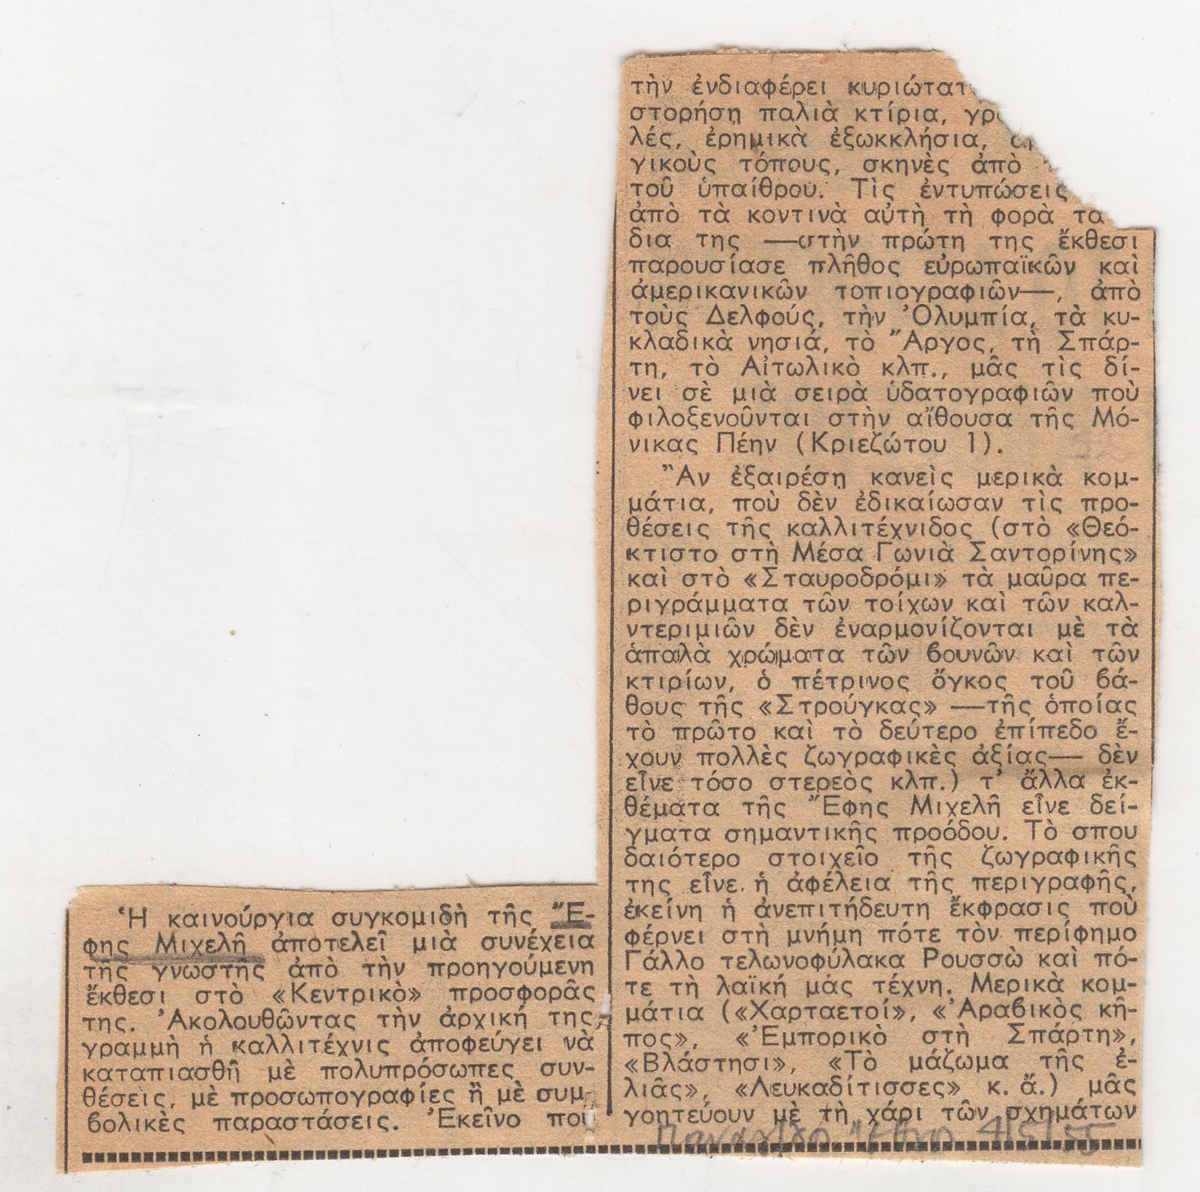 Ἡ καινούργια συγκομιδὴ τῆς Ἔ-
φης Μιχελῆ ἀποτελεῖ μιὰ συνέχεια
τῆς γνωστῆς ἀπὸ τὴν προηγούμενη
ἔκθεσι στὸ «Κεντρικὸ» προσφορᾶς
της. Ἀκολουθῶντας τὴν ἀρχική της
γραμμὴ ἡ καλλιτέχνις ἀποφεύγει νὰ
καταπιασθῆ μὲ πολυπρόσωπες συν-
θέσεις, μὲ προσωπογραφίες ἢ μὲ συμ-
βολικὲς παραστάσεις. Ἐκεῖνο ποὺ
τὴν ἐνδιαφέρει
στορήση παλιὰ κτίρια,
λές, ἐρημικὰ ἐξωκκλήσια,
γικοὺς τόπους, σκηνὲς ἀπὸ
τοῦ ὑπαίθρου. Τὶς ἐντυπώσεις
ἀπὸ τὰ κοντινὰ αὐτὴ τὴ φορὰ
δια της —στὴν πρώτη της ἔκθεσι
παρουσίασε πλῆθος εὐρωπαϊκῶν καὶ
ἀμερικανικῶν τοπιογραφιῶν—, ἀπὸ
τοὺς Δελφούς, τὴν Ὀλυμπία, τὰ κυ-
κλαδικὰ νησιά, τὸ Ἄργος, τὴ Σπάρ-
τη, τὸ Αἰτωλικὸ κλπ., μᾶς τὶς δί-
νει σὲ μιὰ σειρὰ ὑδατογραφιῶν ποὺ
φιλοξενοῦνται στὴν αἴθουσα τῆς Μό-
νικας Πέην (Κριεζώτου 1).
Ἂν ἐξαιρέση κανεὶς μερικὰ κομ-
μάτια, ποὺ δὲν ἐδικαίωσαν τὶς προ-
θέσεις τῆς καλλιτέχνιδος (στὸ «Θεό-
κτιστο στὴ Μέσα Γωνιὰ Σαντορίνης»
καὶ στὸ «Σταυροδρόμι» τὰ μαῦρα πε-
ριγράμματα τῶν τοίχων καὶ τῶν καλ-
ντεριμιῶν δὲν ἐναρμονίζονται μὲ τὰ
ἁπαλὰ χρώματα τῶν βουνῶν καὶ τῶν
κτιρίων, ὁ πέτρινος ὄγκος τοῦ βά-
θους τῆς «Στρούγκας» —τῆς ὁποίας
τὸ πρῶτο καὶ τὸ δεύτερο ἐπίπεδο ἔ-
χουν πολλὲς ζωγραφικὲς ἀξίας— δὲν
εἶνε τόσο στερεὸς κλπ.) τ' ἄλλα ἐκ-
θέματα τῆς Ἔφης Μιχελῆ εἶνε δεί-
γματα σημαντικῆς προόδου. Τὸ σπου
δαιότερο στοιχεῖο τῆς ζωγραφικῆς
της εἶνε ἡ ἀφέλεια τῆς περιγραφῆς,
ἐκείνη ἡ ἀνεπιτήδευτη ἔκφρασις ποὺ
φέρνει στὴ μνήμη πότε τὸν περίφημο
Γάλλο τελωνοφύλακα Ρουσσὼ καὶ πό-
τε τὴ λαϊκή μὰς τέχνη. Μερικὰ κομ-
μάτια («Χαρταετοί», «Ἀραβικὸς κῆ-
πος», «Ἐμπορικὸ στὴ Σπάρτη»,
«Βλάστησι», «Τὸ μάζωμα τῆς ἐ-
λιᾶς», «Λευκαδίτισσες» κ. ἄ.) μᾶς
γοητεύουν μὲ τὴ χάρι τῶν σχημάτων
4/5/55